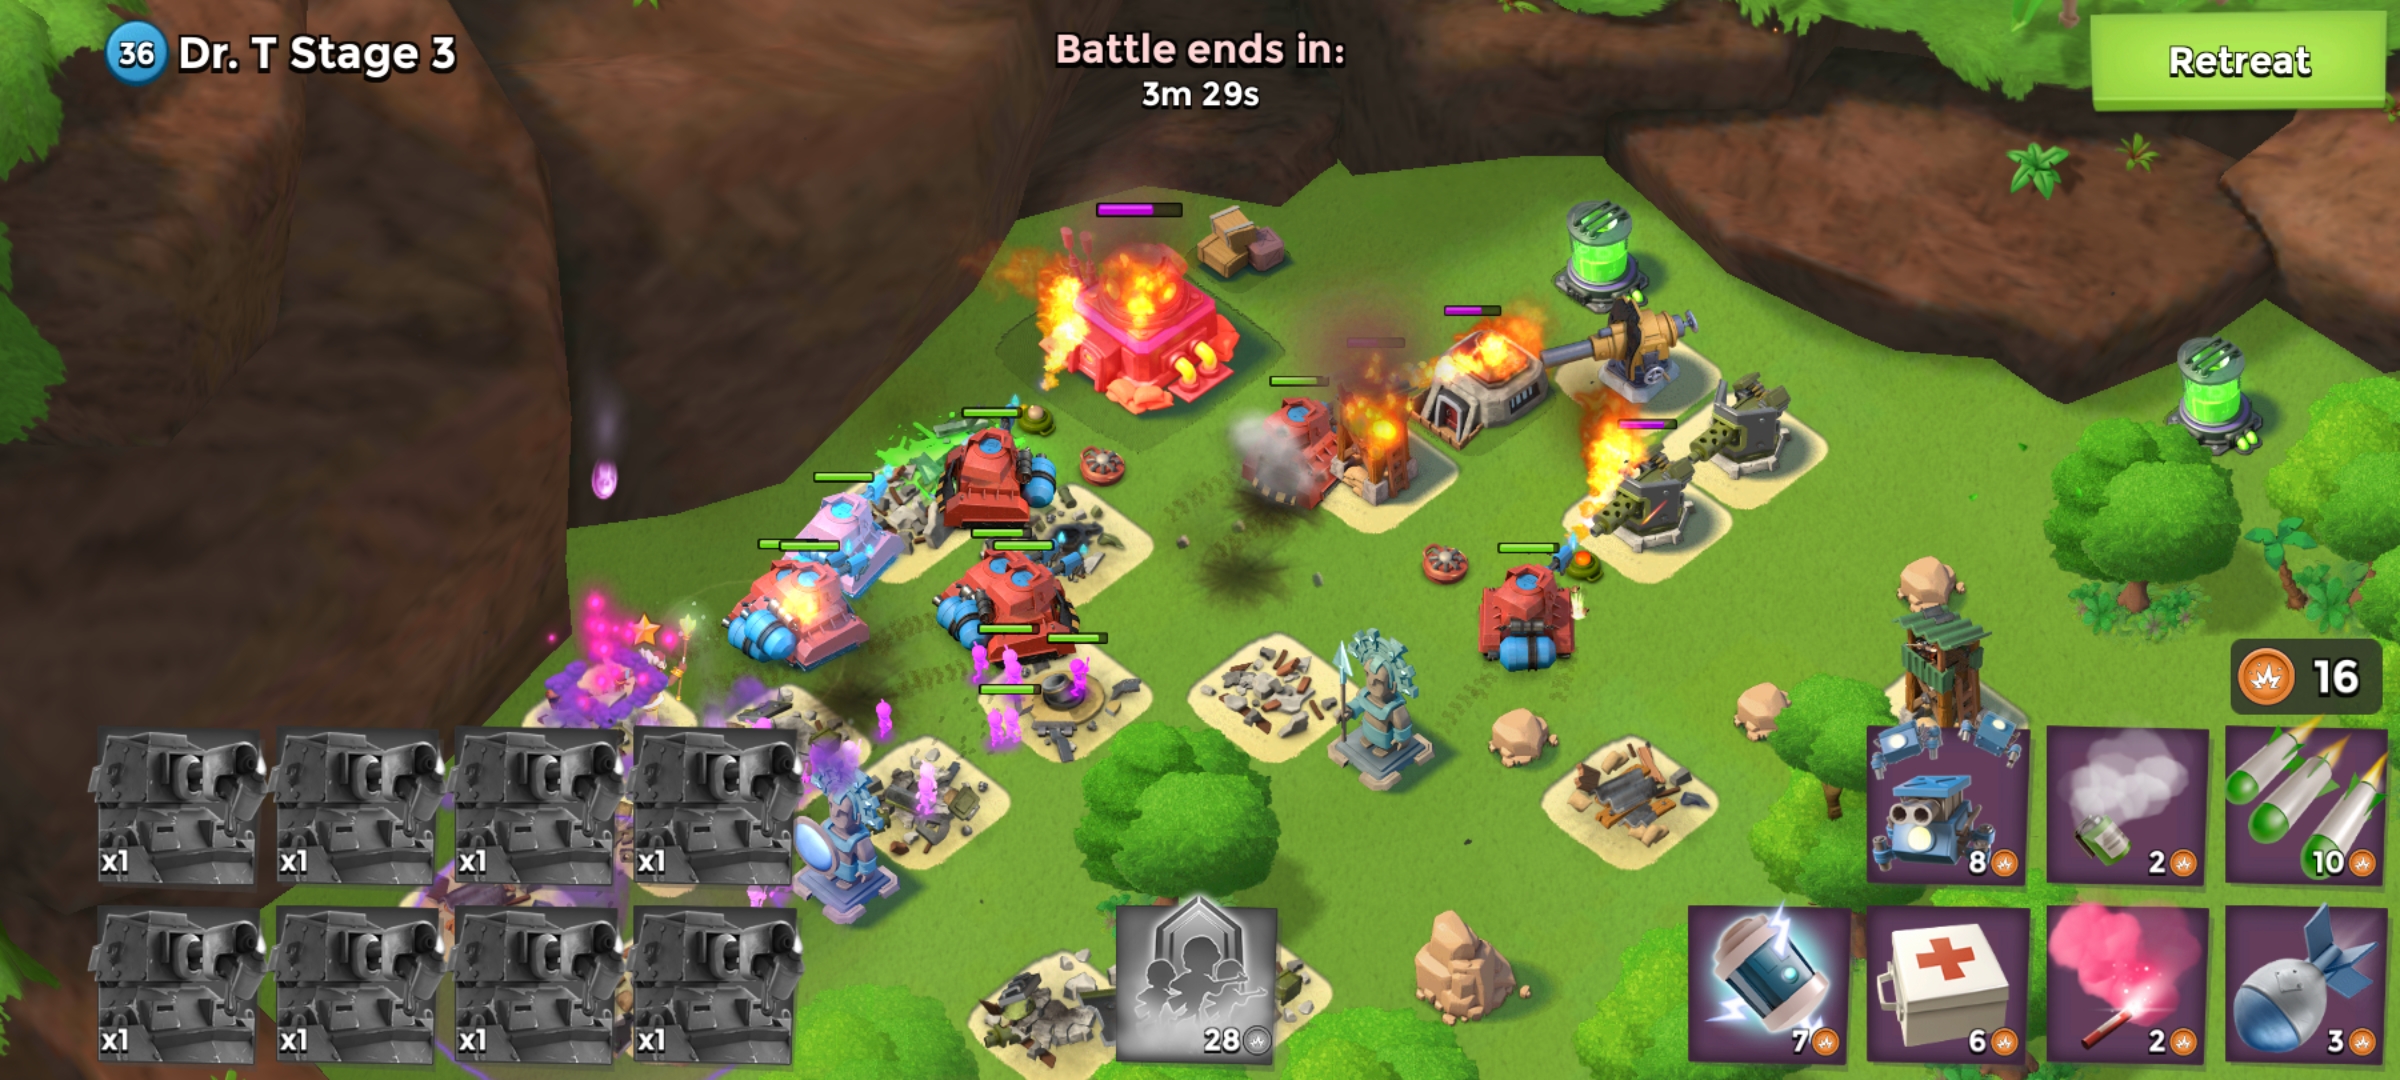 36 Dr. T Stage 3
Battle ends in:
3m 29s
Retreat
16
x1 x1 x1 x1
8 2 10
x1 x1 x1 x1
28
7 6 2 3